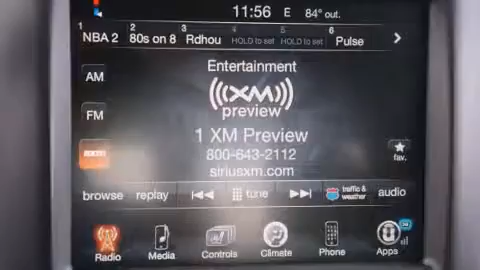 11:56 E 84° out.
1 NBA 2 2 80s on 8 3 Rdhou 4 HOLD to set 5 HOLD to set 6 Pulse
AM
Entertainment
((XM))
FM
preview
1 XM Preview
800-643-2112
siriusxm.com
fav.
browse replay tune traffic & weather audio
Radio Media Controls Climate Phone Apps